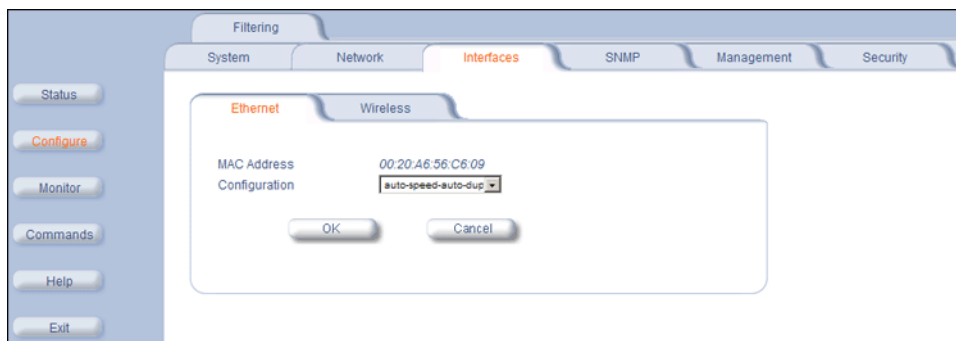 Filtering
System Network Interfaces SNMP Management Security
Status
Configure
Monitor
Commands
Help
Exit
Ethernet Wireless
MAC Address 00:20:A6:56:C6:09
Configuration auto-speed-auto-dup
OK Cancel